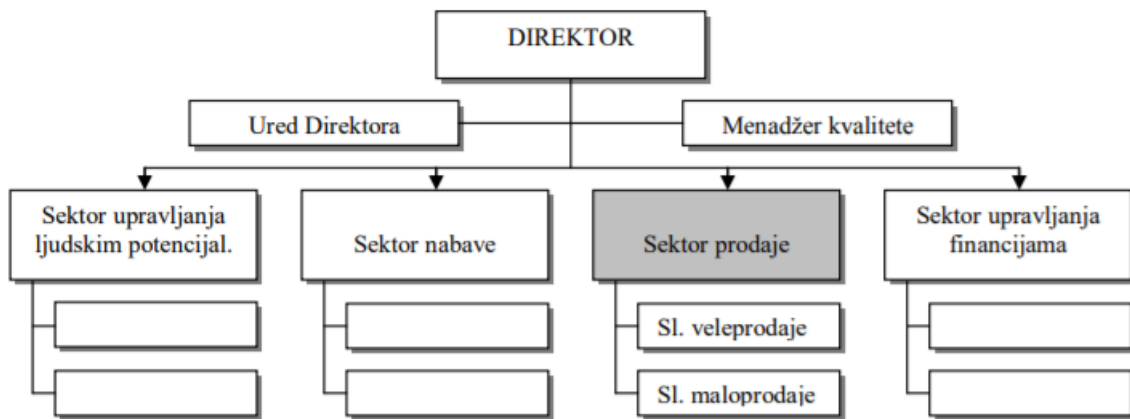 DIREKTOR
Ured Direktora
Menadžer kvalitete
Sektor upravljanja
ljudskim potencijal.
Sektor nabave
Sektor prodaje
Sektor upravljanja
financijama
Sl. veleprodaje
Sl. maloprodaje